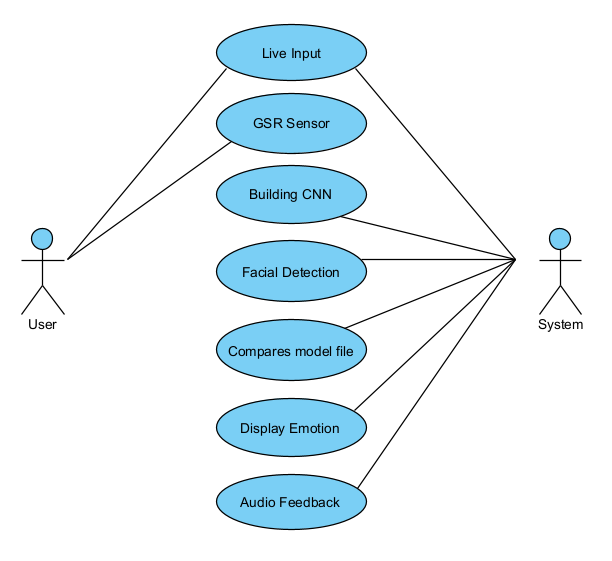 Live Input
GSR Sensor
Building CNN
Facial Detection
User
System
Compares model file
Display Emotion
Audio Feedback